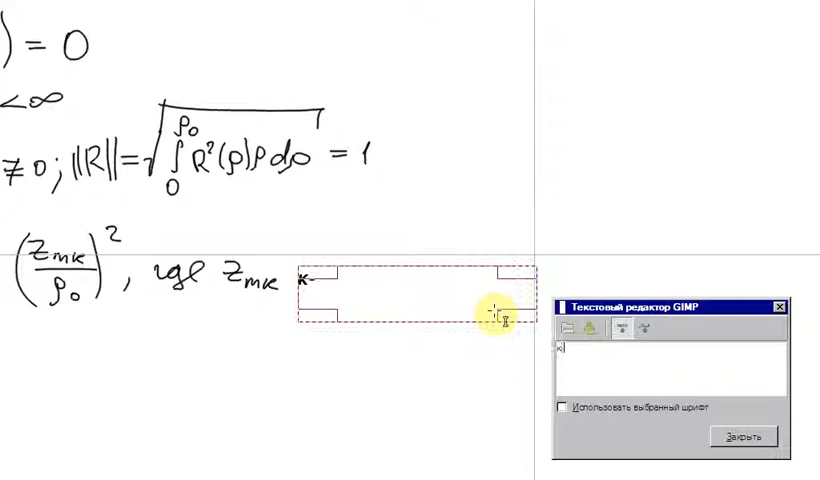 ) = 0
<∞
≠ 0; ||R|| = √ ∫₀^ρ₀ R²(ρ)ρ dρ = 1
(z_mk / ρ₀)², где z_mk к-
Текстовый редактор GIMP
к
Использовать выбранный шрифт
Закрыть